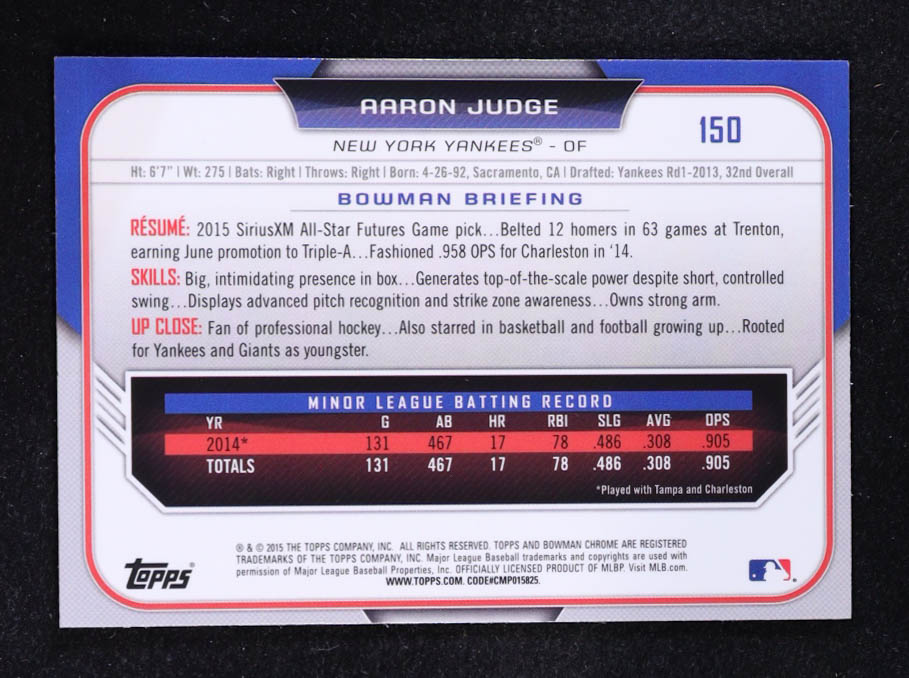 AARON JUDGE
150
NEW YORK YANKEES® - OF
Ht: 6'7" | Wt: 275 | Bats: Right | Throws: Right | Born: 4-26-92, Sacramento, CA | Drafted: Yankees Rd1-2013, 32nd Overall
BOWMAN BRIEFING
RÉSUMÉ: 2015 SiriusXM All-Star Futures Game pick...Belted 12 homers in 63 games at Trenton,
earning June promotion to Triple-A...Fashioned .958 OPS for Charleston in '14.
SKILLS: Big, intimidating presence in box...Generates top-of-the-scale power despite short, controlled
swing...Displays advanced pitch recognition and strike zone awareness...Owns strong arm.
UP CLOSE: Fan of professional hockey...Also starred in basketball and football growing up...Rooted
for Yankees and Giants as youngster.
MINOR LEAGUE BATTING RECORD
YR G AB HR RBI SLG AVG OPS
2014* 131 467 17 78 .486 .308 .905
TOTALS 131 467 17 78 .486 .308 .905
*Played with Tampa and Charleston
® & © 2015 THE TOPPS COMPANY, INC. ALL RIGHTS RESERVED. TOPPS AND BOWMAN CHROME ARE REGISTERED
TRADEMARKS OF THE TOPPS COMPANY, INC. Major League Baseball trademarks and copyrights are used with
permission of Major League Baseball Properties, Inc. OFFICIALLY LICENSED PRODUCT OF MLBP. Visit MLB.com.
WWW.TOPPS.COM. CODE#CMP015825.
Topps®